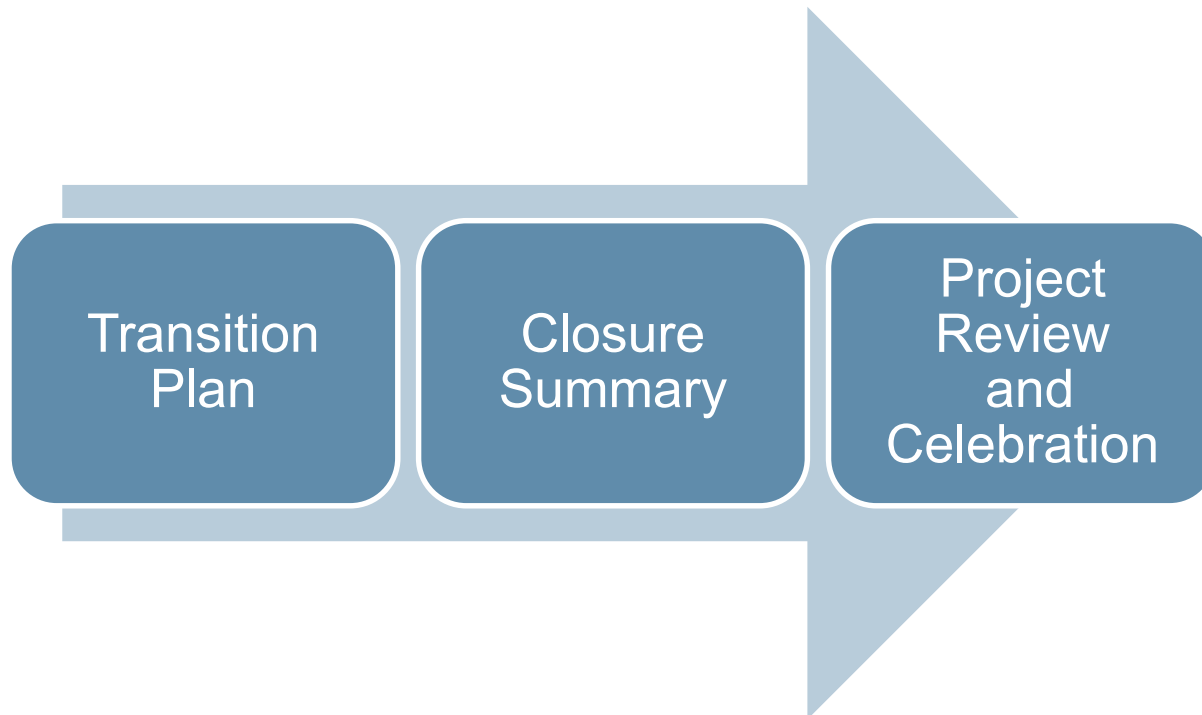 Transition
Plan
Closure
Summary
Project
Review
and
Celebration